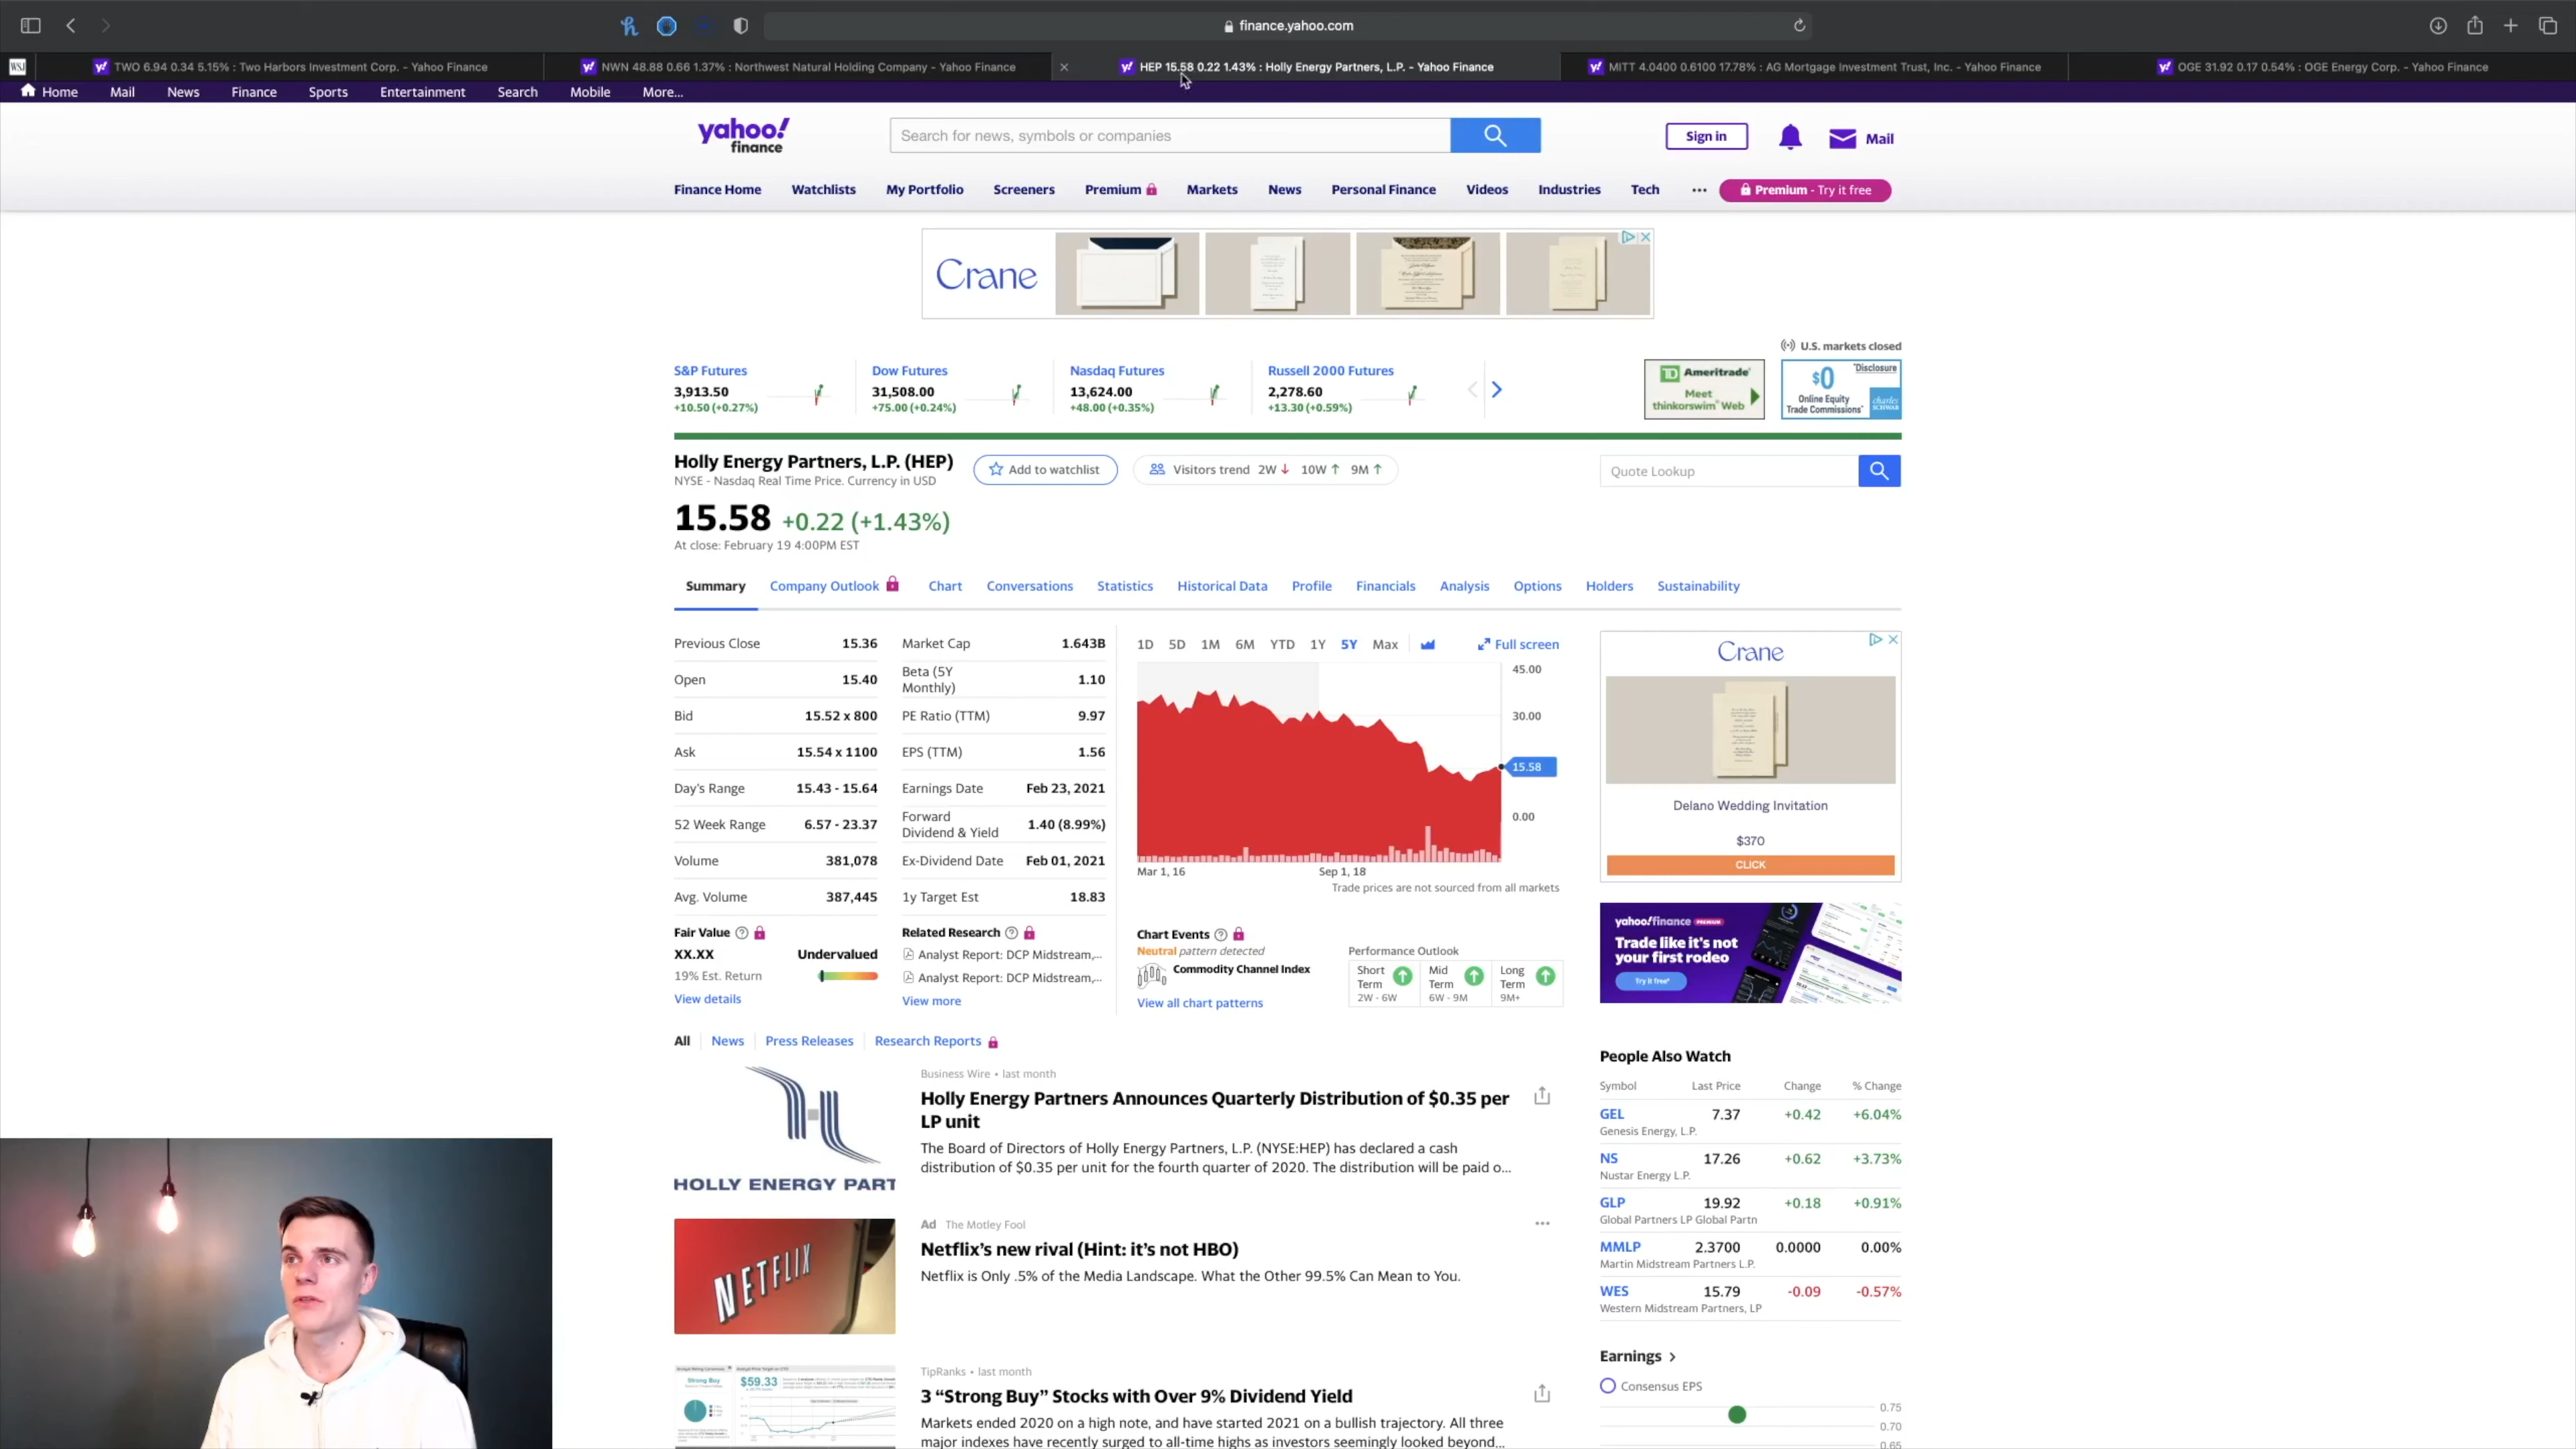 finance.yahoo.com
WSJ
TWO 6.94 0.34 5.15% : Two Harbors Investment Corp. - Yahoo Finance
NWN 48.88 0.66 1.37% : Northwest Natural Holding Company - Yahoo Finance
HEP 15.58 0.22 1.43% : Holly Energy Partners, L.P. - Yahoo Finance
MITT 4.0400 0.6100 17.78% : AG Mortgage Investment Trust, Inc. - Yahoo Finance
OGE 31.92 0.17 0.54% : OGE Energy Corp. - Yahoo Finance
Home Mail News Finance Sports Entertainment Search Mobile More...
yahoo!
finance
Search for news, symbols or companies
Sign in
Mail
Finance Home Watchlists My Portfolio Screeners Premium Markets News Personal Finance Videos Industries Tech ••• Premium - Try it free
Crane
U.S. markets closed
S&P Futures
3,913.50
+10.50 (+0.27%)
Dow Futures
31,508.00
+75.00 (+0.24%)
Nasdaq Futures
13,624.00
+48.00 (+0.35%)
Russell 2000 Futures
2,278.60
+13.30 (+0.59%)
TD Ameritrade
Meet
thinkorswim Web
$0
*Disclosure
Online Equity
Trade Commissions*
charles
SCHWAB
Holly Energy Partners, L.P. (HEP)
NYSE - Nasdaq Real Time Price. Currency in USD
Add to watchlist
Visitors trend 2W ↓ 10W ↑ 9M ↑
Quote Lookup
15.58 +0.22 (+1.43%)
At close: February 19 4:00PM EST
Summary Company Outlook Chart Conversations Statistics Historical Data Profile Financials Analysis Options Holders Sustainability
Previous Close 15.36
Open 15.40
Bid 15.52 x 800
Ask 15.54 x 1100
Day's Range 15.43 - 15.64
52 Week Range 6.57 - 23.37
Volume 381,078
Avg. Volume 387,445
Market Cap 1.643B
Beta (5Y
Monthly) 1.10
PE Ratio (TTM) 9.97
EPS (TTM) 1.56
Earnings Date Feb 23, 2021
Forward
Dividend & Yield 1.40 (8.99%)
Ex-Dividend Date Feb 01, 2021
1y Target Est 18.83
1D 5D 1M 6M YTD 1Y 5Y Max Full screen
45.00
30.00
15.58
0.00
Mar 1, 16 Sep 1, 18
Trade prices are not sourced from all markets
Fair Value
XX.XX Undervalued
19% Est. Return
View details
Related Research
Analyst Report: DCP Midstream,...
Analyst Report: DCP Midstream,...
View more
Chart Events
Neutral pattern detected
Commodity Channel Index
View all chart patterns
Performance Outlook
Short
Term
2W - 6W
Mid
Term
6W - 9M
Long
Term
9M+
Crane
Delano Wedding Invitation
$370
CLICK
yahoo!finance PREMIUM
Trade like it's not
your first rodeo
Try it free*
All News Press Releases Research Reports
HOLLY ENERGY PART
Business Wire • last month
Holly Energy Partners Announces Quarterly Distribution of $0.35 per
LP unit
The Board of Directors of Holly Energy Partners, L.P. (NYSE:HEP) has declared a cash
distribution of $0.35 per unit for the fourth quarter of 2020. The distribution will be paid o...
NETFLIX
Ad The Motley Fool
Netflix's new rival (Hint: it's not HBO)
Netflix is Only .5% of the Media Landscape. What the Other 99.5% Can Mean to You.
Strong Buy
$59.33
TipRanks • last month
3 “Strong Buy” Stocks with Over 9% Dividend Yield
Markets ended 2020 on a high note, and have started 2021 on a bullish trajectory. All three
major indexes have recently surged to all-time highs as investors seemingly looked beyond...
People Also Watch
Symbol Last Price Change % Change
GEL 7.37 +0.42 +6.04%
Genesis Energy, L.P.
NS 17.26 +0.62 +3.73%
Nustar Energy L.P.
GLP 19.92 +0.18 +0.91%
Global Partners LP Global Partn
MMLP 2.3700 0.0000 0.00%
Martin Midstream Partners L.P.
WES 15.79 -0.09 -0.57%
Western Midstream Partners, LP
Earnings
Consensus EPS
0.75
0.70
0.65